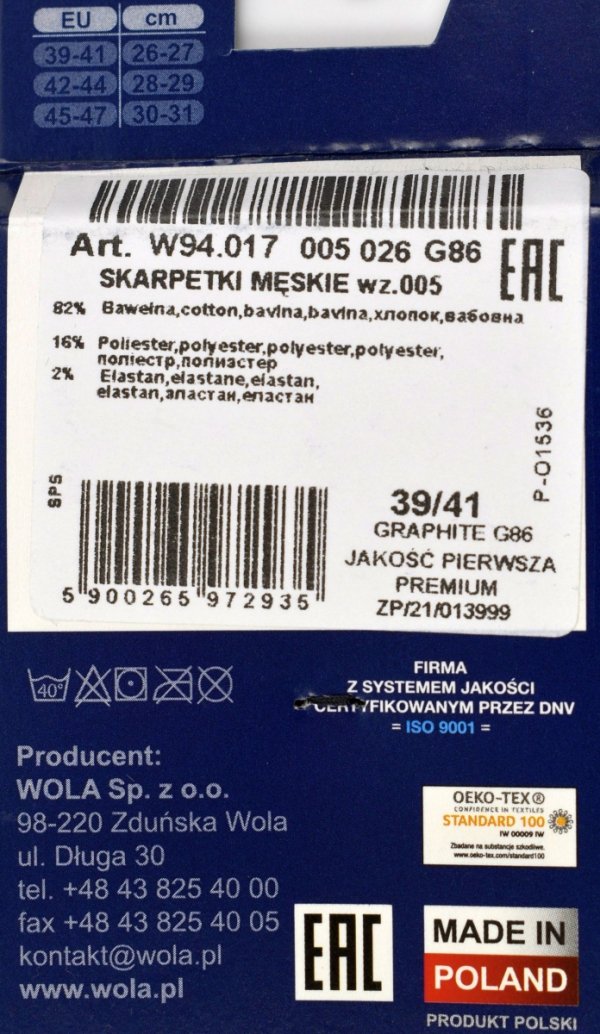 EU cm
39-41 26-27
42-44 28-29
45-47 30-31
Art. W94.017 005 026 G86
EAC
SKARPETKI MĘSKIE wz.005
82% Bawełna,cotton,bavlna,bavlna,хлопок,бавовна
16% Poliester,polyester,polyester,polyester,
поліестр,полиэстер
2% Elastan,elastane,elastan,
elastan,эластан,еластан
P-O1536
SPS
39/41
GRAPHITE G86
JAKOŚĆ PIERWSZA
PREMIUM
ZP/21/013999
5 900265 972935
40°
FIRMA
Z SYSTEMEM JAKOŚCI
CERTYFIKOWANYM PRZEZ DNV
= ISO 9001 =
Producent:
WOLA Sp. z o.o.
98-220 Zduńska Wola
ul. Długa 30
tel. +48 43 825 40 00
fax +48 43 825 40 05
kontakt@wola.pl
www.wola.pl
OEKO-TEX®
CONFIDENCE IN TEXTILES
STANDARD 100
IW 00009 IW
Zbadane na substancje szkodliwe.
www.oeko-tex.com/standard100
EAC
MADE IN
POLAND
PRODUKT POLSKI